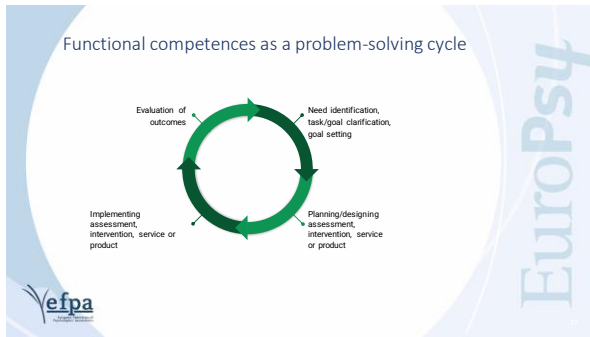 Functional competences as a problem-solving cycle
Evaluation of
outcomes
Need identification,
task/goal clarification,
goal setting
Implementing
assessment,
intervention, service or
product
Planning/designing
assessment,
intervention, service
or product
efpa
EuroPsy